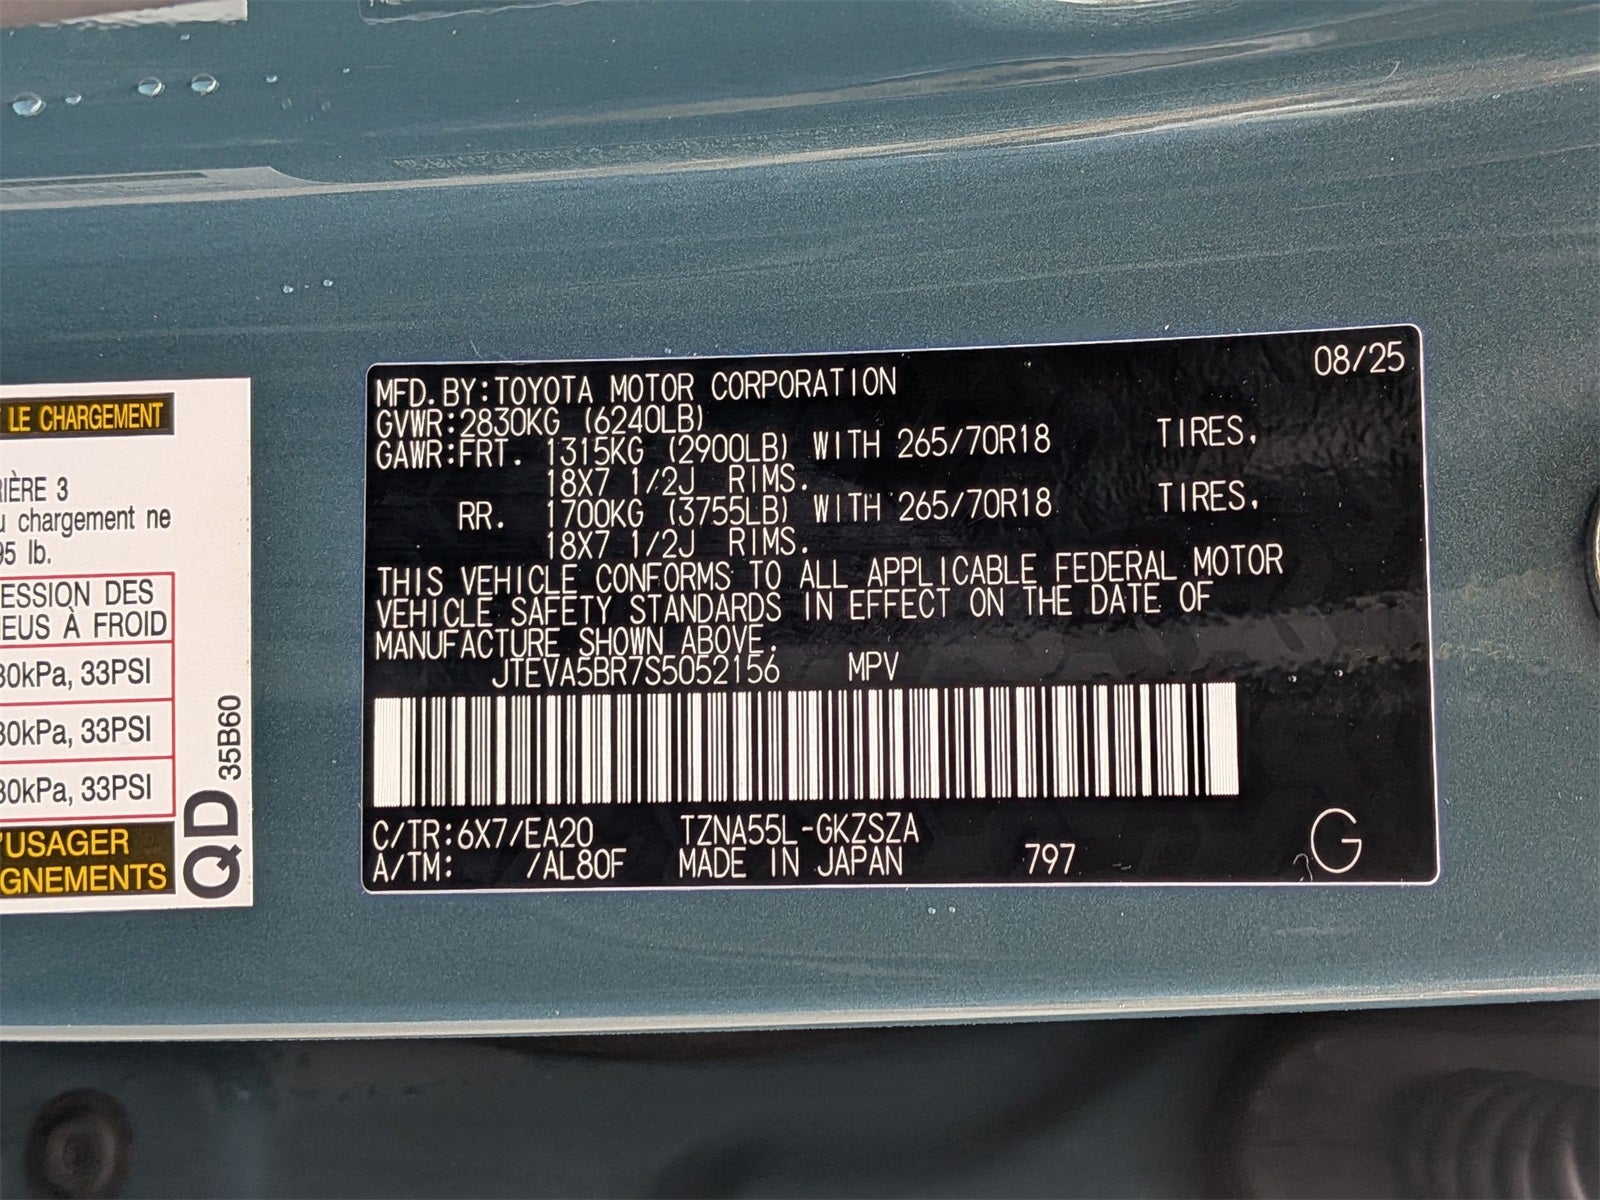 LE CHARGEMENT
IÈRE 3
chargement ne
95 lb.
ESSION DES
EUS À FROID
30kPa, 33PSI
30kPa, 33PSI
30kPa, 33PSI
'USAGER
GNEMENTS
QD 35B60
08/25
MFD.BY:TOYOTA MOTOR CORPORATION
GVWR:2830KG (6240LB)
GAWR:FRT. 1315KG (2900LB) WITH 265/70R18 TIRES,
18X7 1/2J RIMS.
RR. 1700KG (3755LB) WITH 265/70R18 TIRES,
18X7 1/2J RIMS.
THIS VEHICLE CONFORMS TO ALL APPLICABLE FEDERAL MOTOR
VEHICLE SAFETY STANDARDS IN EFFECT ON THE DATE OF
MANUFACTURE SHOWN ABOVE.
JTEVA5BR7S5052156 MPV
C/TR:6X7/EA20 TZNA55L-GKZSZA
A/TM: /AL80F MADE IN JAPAN 797 G